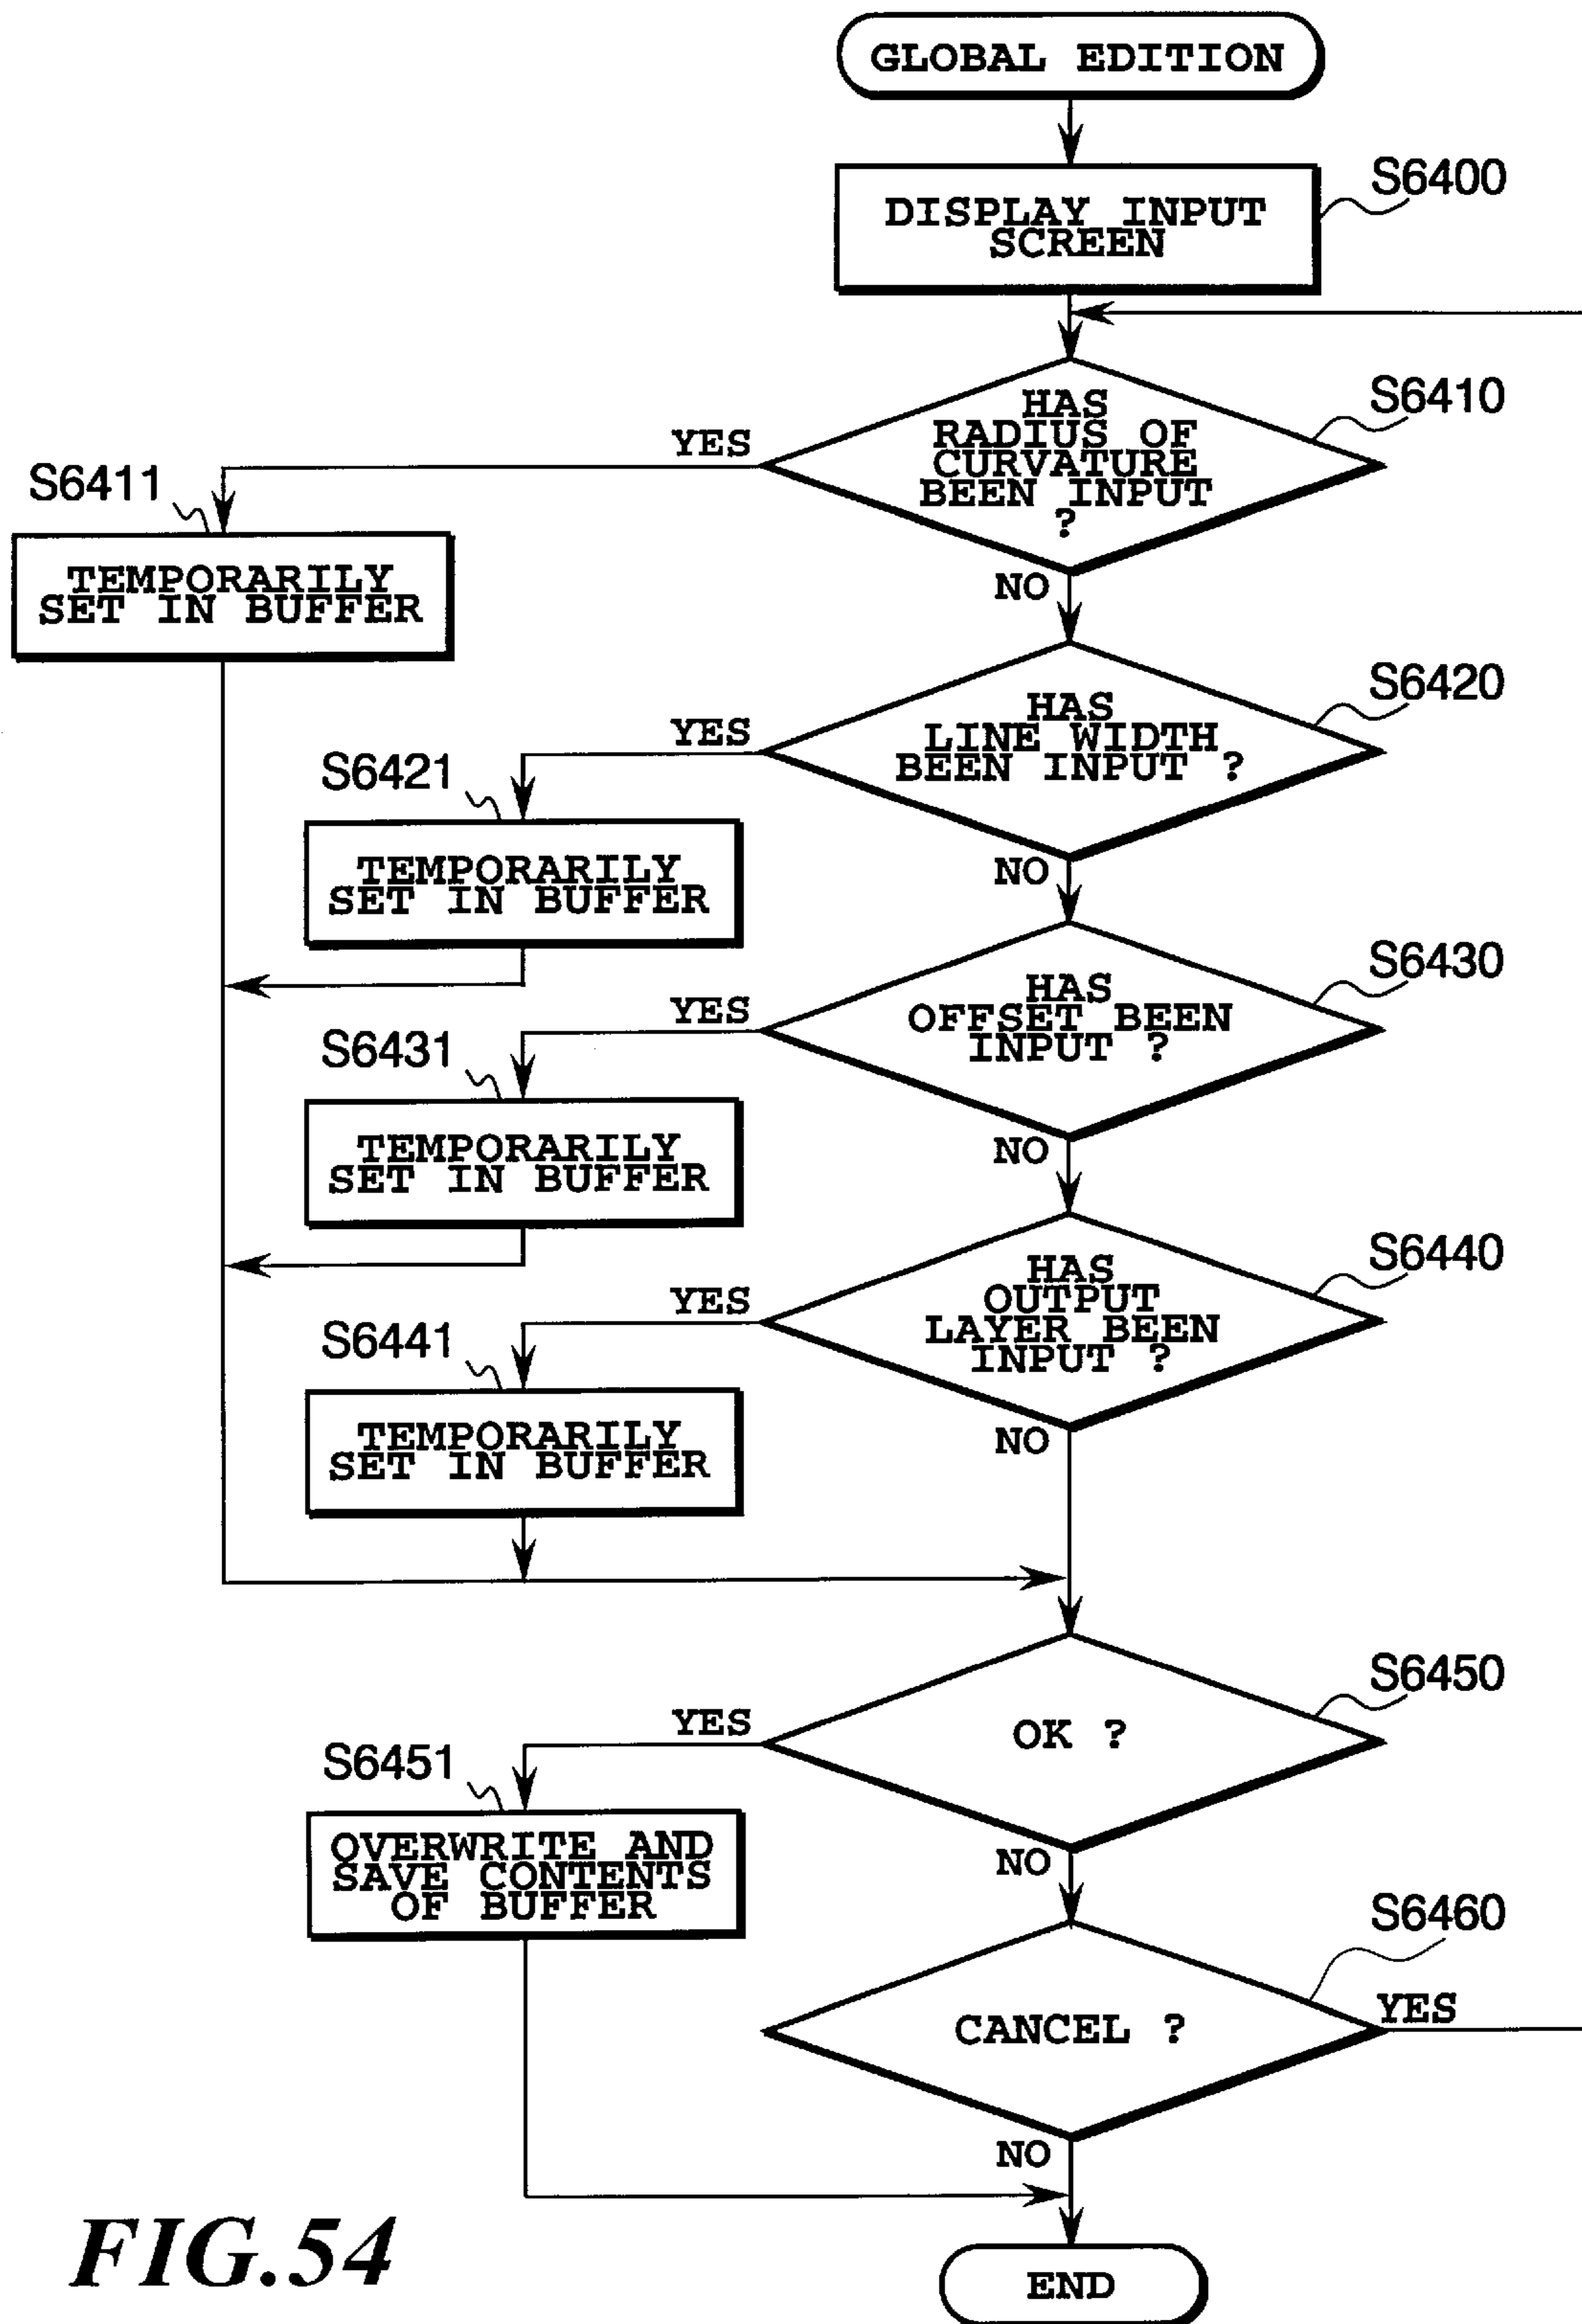 GLOBAL EDITION
S6400
DISPLAY INPUT
SCREEN
S6410
HAS
RADIUS OF
CURVATURE
BEEN INPUT
?
YES
S6411
TEMPORARILY
SET IN BUFFER
NO
S6420
HAS
LINE WIDTH
BEEN INPUT ?
YES
S6421
TEMPORARILY
SET IN BUFFER
NO
S6430
HAS
OFFSET BEEN
INPUT ?
YES
S6431
TEMPORARILY
SET IN BUFFER
NO
S6440
HAS
OUTPUT
LAYER BEEN
INPUT ?
YES
S6441
TEMPORARILY
SET IN BUFFER
NO
S6450
OK ?
YES
S6451
OVERWRITE AND
SAVE CONTENTS
OF BUFFER
NO
S6460
CANCEL ?
YES
NO
END
FIG.54